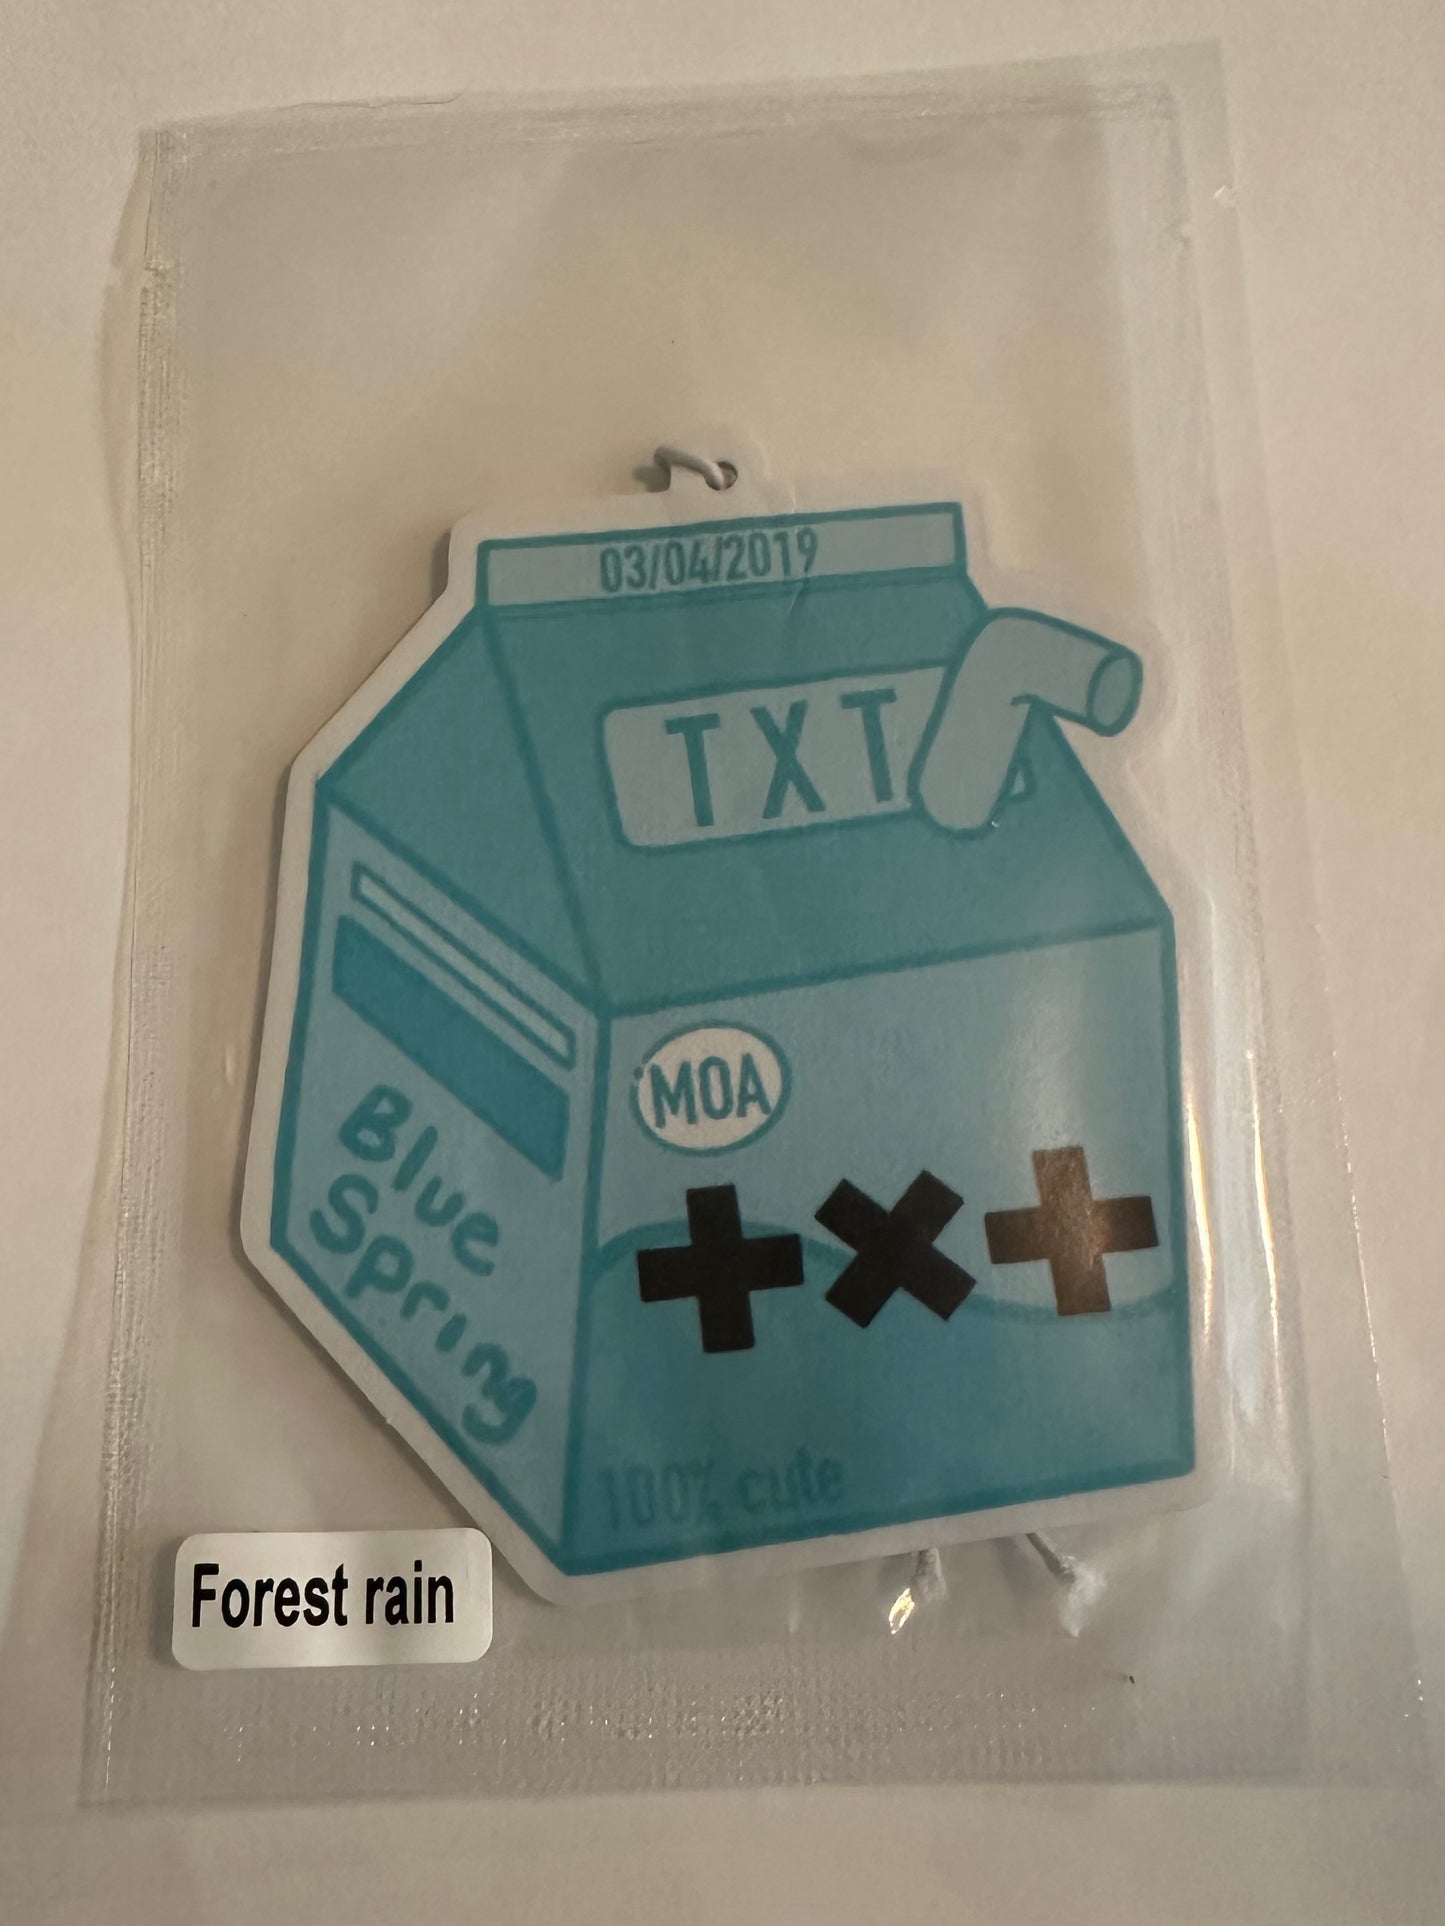 03/04/2019
TXT
MOA
Blue
Spring
100% cute
Forest rain